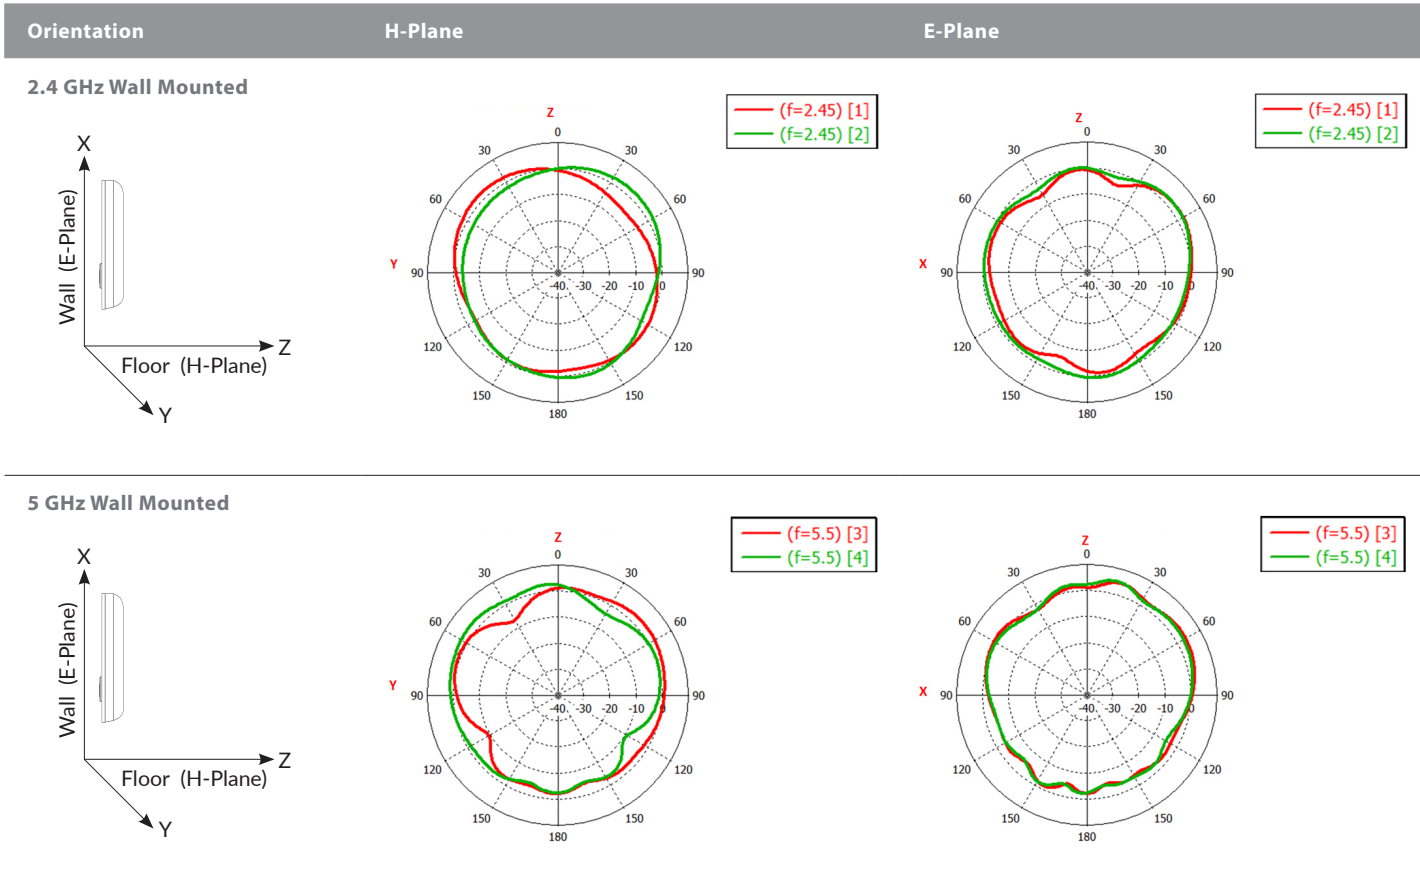 Orientation H-Plane E-Plane
2.4 GHz Wall Mounted
X
Wall (E-Plane)
Z
Floor (H-Plane)
Y
(f=2.45) [1]
(f=2.45) [2]
Z
0
30 30
60 60
Y 90 90
-40 -30 -20 -10 0
120 120
150 150
180
(f=2.45) [1]
(f=2.45) [2]
Z
0
30 30
60 60
X 90 90
-40 -30 -20 -10 0
120 120
150 150
180
5 GHz Wall Mounted
X
Wall (E-Plane)
Z
Floor (H-Plane)
Y
(f=5.5) [3]
(f=5.5) [4]
Z
0
30 30
60 60
Y 90 90
-40 -30 -20 -10 0
120 120
150 150
180
(f=5.5) [3]
(f=5.5) [4]
Z
0
30 30
60 60
X 90 90
-40 -30 -20 -10 0
120 120
150 150
180